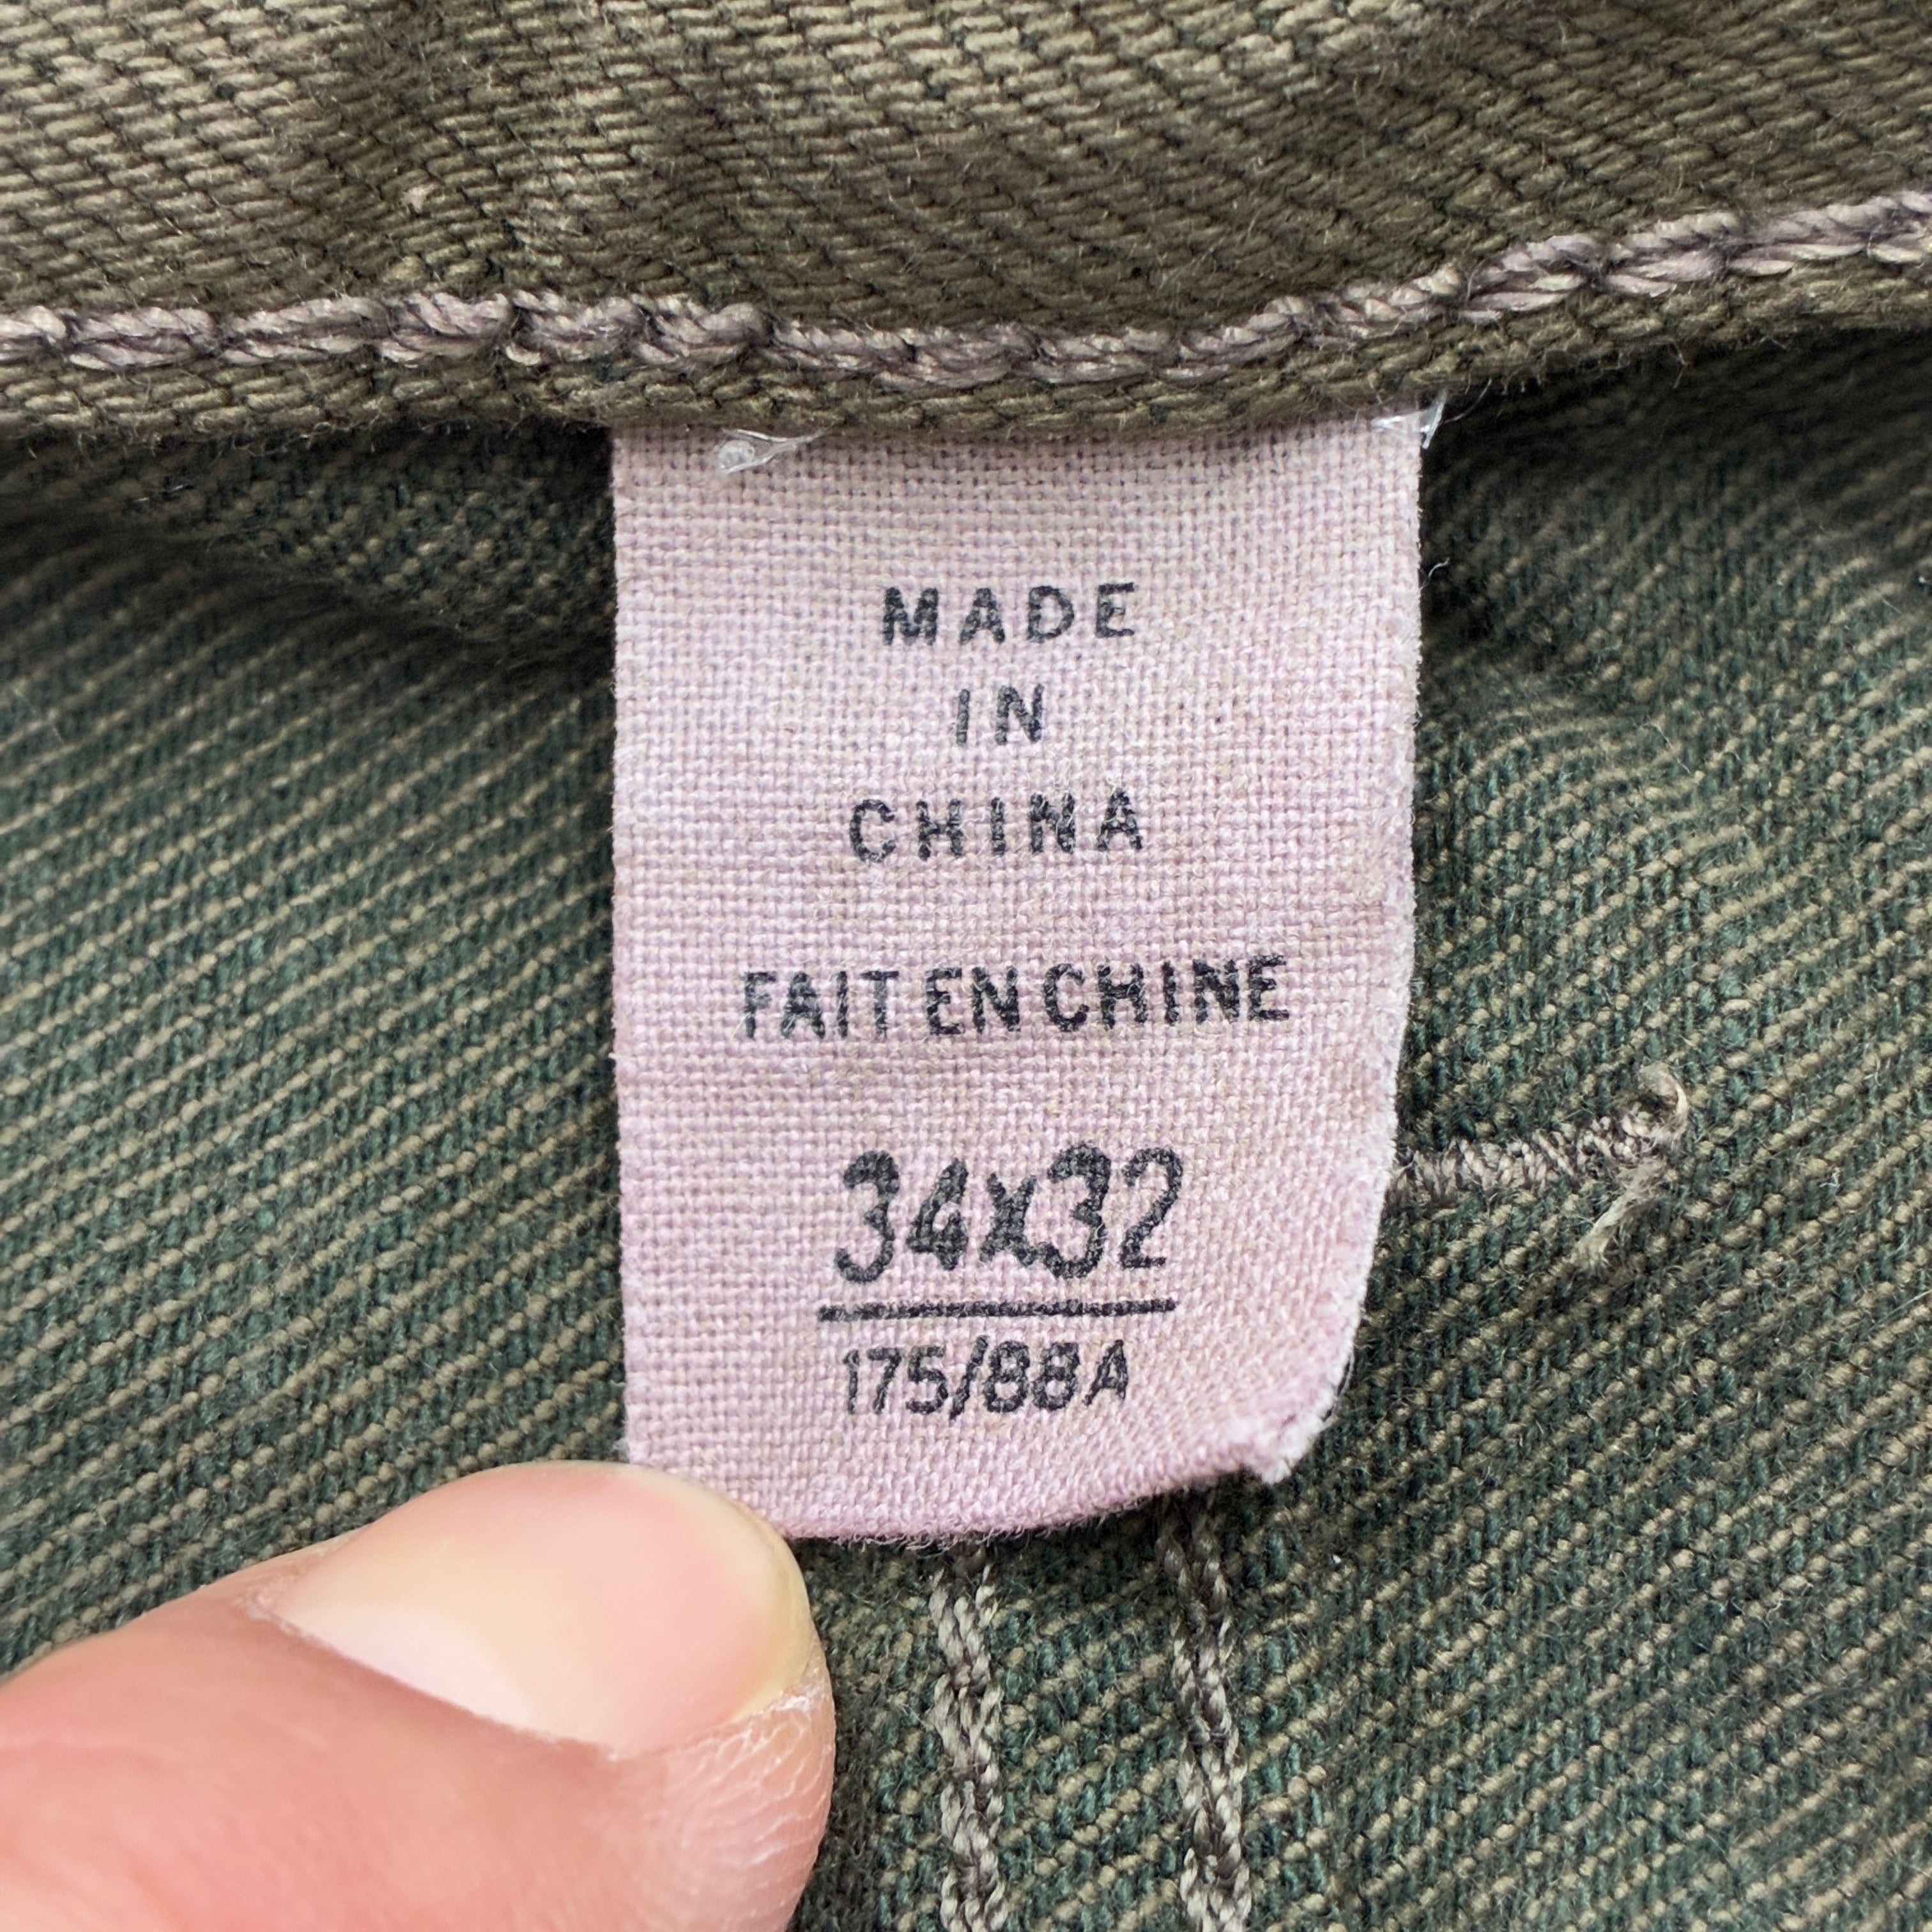 MADE
IN
CHINA
FAIT EN CHINE
34x32
175/88A